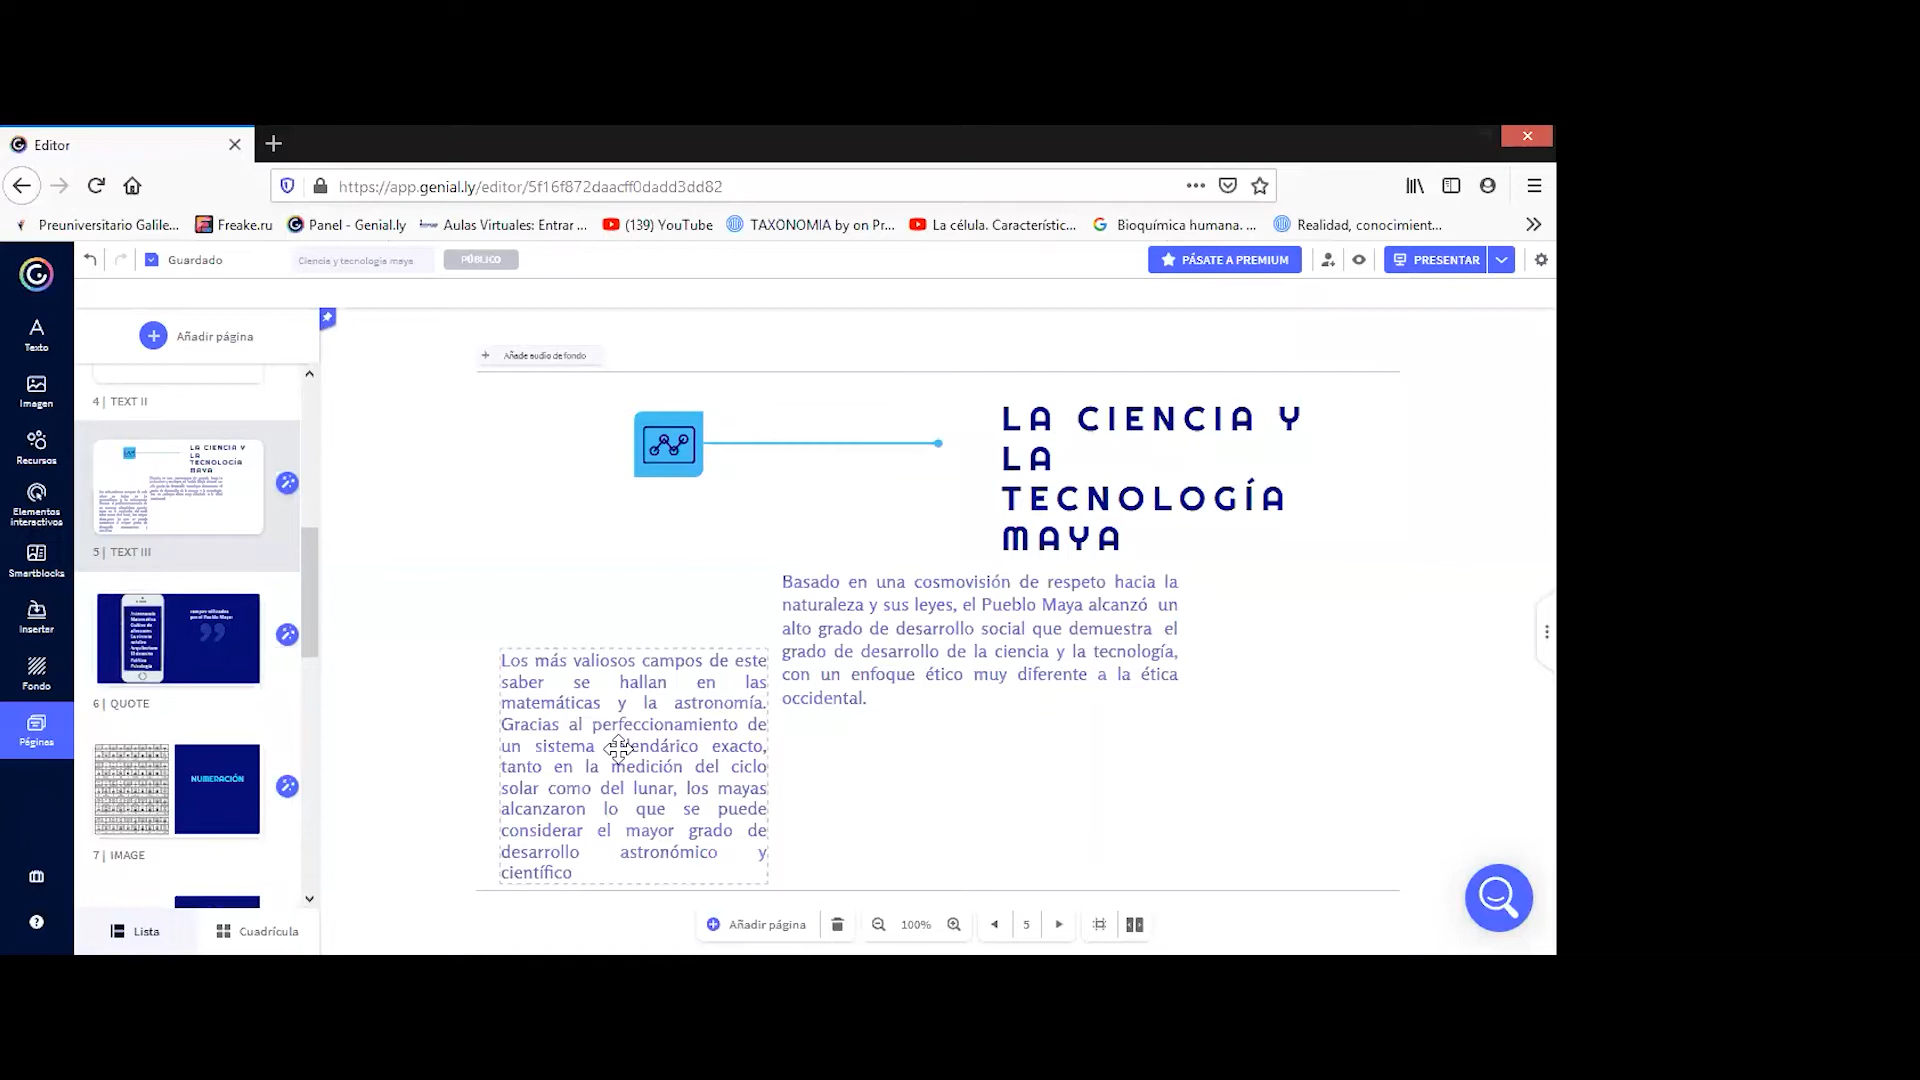 Editor
https://app.genial.ly/editor/5f16f872daacff0dadd3dd82
Preuniversitario Galile...
Freake.ru
Panel - Genial.ly
Aulas Virtuales: Entrar ...
(139) YouTube
TAXONOMIA by on Pr...
La célula. Característic...
Bioquímica humana. ...
Realidad, conocimient...
Guardado
Ciencia y tecnología maya
PÚBLICO
PÁSATE A PREMIUM
PRESENTAR
Texto
Imagen
Recursos
Elementos
interactivos
Smartblocks
Insertar
Fondo
Páginas
Añadir página
4 | TEXT II
LA CIENCIA Y
LA
TECNOLOGÍA
MAYA
5 | TEXT III
6 | QUOTE
NUMERACIÓN
7 | IMAGE
Lista
Cuadrícula
Añade audio de fondo
LA CIENCIA Y
LA
TECNOLOGÍA
MAYA
Basado en una cosmovisión de respeto hacia la
naturaleza y sus leyes, el Pueblo Maya alcanzó un
alto grado de desarrollo social que demuestra el
grado de desarrollo de la ciencia y la tecnología,
con un enfoque ético muy diferente a la ética
occidental.
Los más valiosos campos de este
saber se hallan en las
matemáticas y la astronomía.
Gracias al perfeccionamiento de
un sistema exacto,
tanto en la medición del ciclo
solar como del lunar, los mayas
alcanzaron lo que se puede
considerar el mayor grado de
desarrollo astronómico y
científico
Añadir página
100%
5